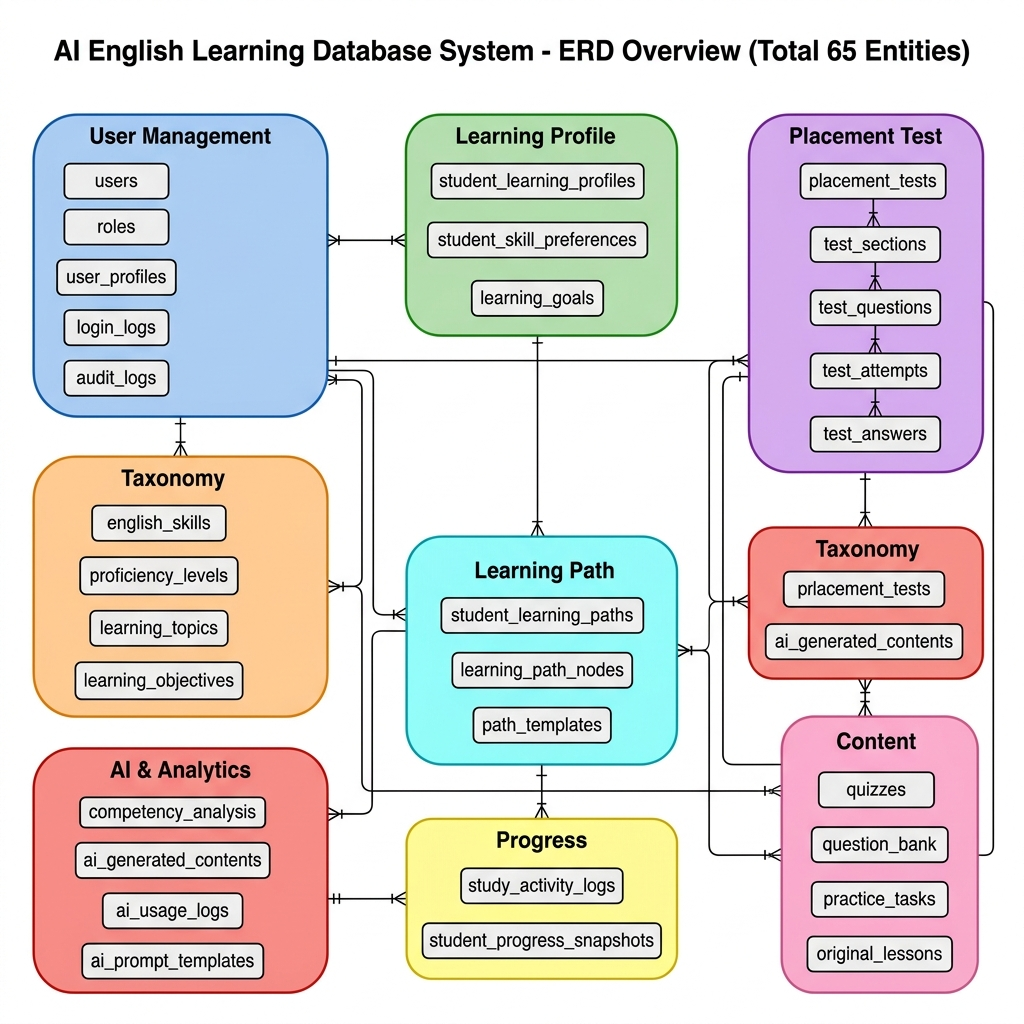 AI English Learning Database System - ERD Overview (Total 65 Entities)
User Management
users
roles
user_profiles
login_logs
audit_logs
Learning Profile
student_learning_profiles
student_skill_preferences
learning_goals
Placement Test
placement_tests
test_sections
test_questions
test_attempts
test_answers
Taxonomy
english_skills
proficiency_levels
learning_topics
learning_objectives
Learning Path
student_learning_paths
learning_path_nodes
path_templates
Taxonomy
prlacement_tests
ai_generated_contents
AI & Analytics
competency_analysis
ai_generated_contents
ai_usage_logs
ai_prompt_templates
Progress
study_activity_logs
student_progress_snapshots
Content
quizzes
question_bank
practice_tasks
original_lessons